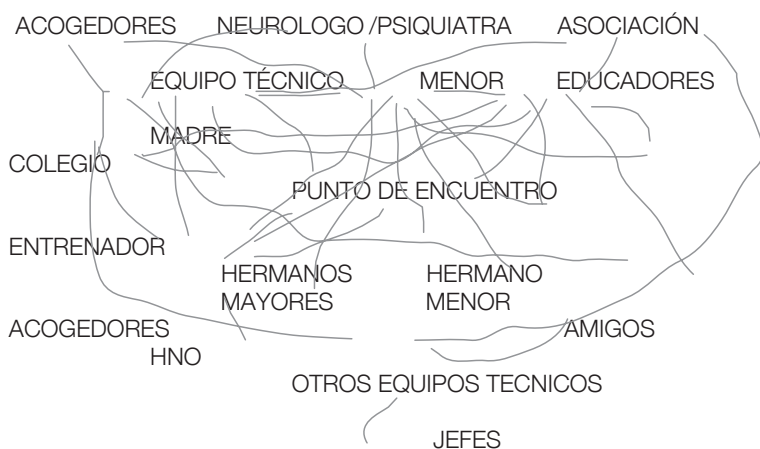 ACOGEDORES NEUROLOGO /PSIQUIATRA ASOCIACIÓN
EQUIPO TÉCNICO MENOR EDUCADORES
MADRE
COLEGIO
PUNTO DE ENCUENTRO
ENTRENADOR
HERMANOS HERMANO
MAYORES MENOR
ACOGEDORES AMIGOS
HNO
OTROS EQUIPOS TECNICOS
JEFES